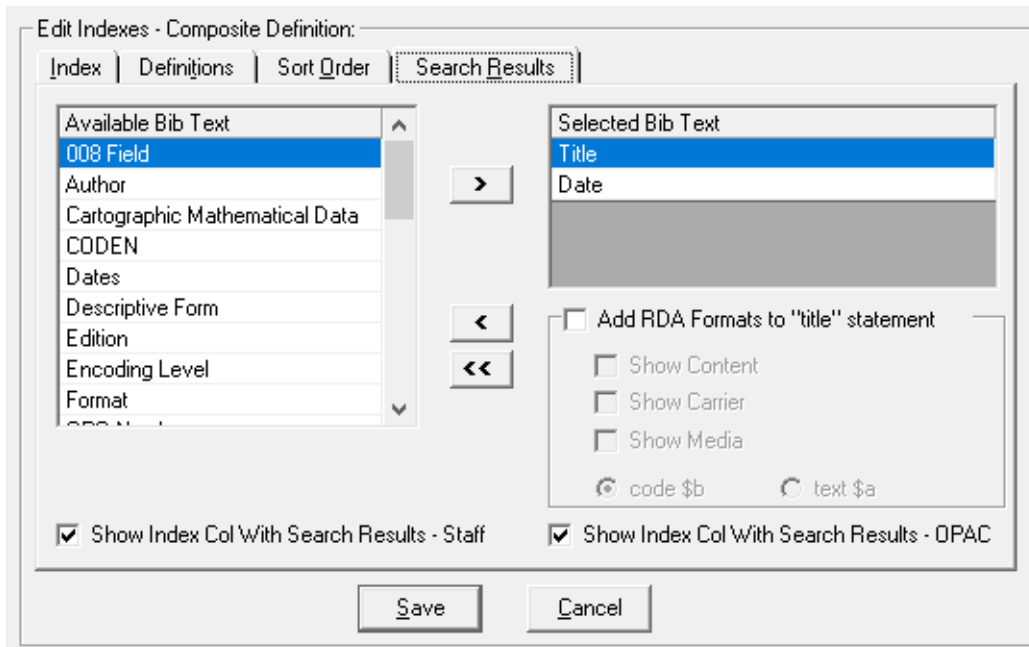 Edit Indexes - Composite Definition:
Index Definitions Sort Order Search Results
Available Bib Text
008 Field
Author
Cartographic Mathematical Data
CODEN
Dates
Descriptive Form
Edition
Encoding Level
Format
>
<
<<
Selected Bib Text
Title
Date
Add RDA Formats to "title" statement
Show Content
Show Carrier
Show Media
code $b text $a
Show Index Col With Search Results - Staff
Show Index Col With Search Results - OPAC
Save Cancel